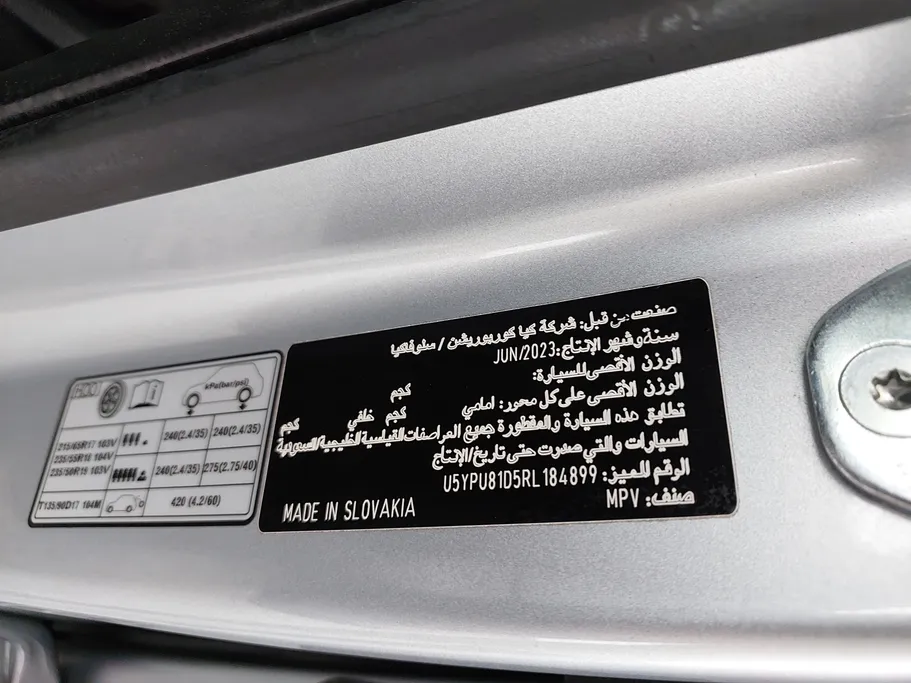 صنعت من قبل: شركة كيا كوربوريشن / سلوفاكيا
سنة وشهر الإنتاج: JUN/2023
الوزن الأقصى للسيارة: كجم
الوزن الأقصى على كل محور: امامي كجم خلفي كجم
تطابق هذه السيارة والمقطورة جميع المواصفات القياسية الخليجية/السعودية
السيارات والتي صدرت حتى تاريخ/الإنتاج
الرقم المميز: U5YPU81D5RL184899
صنف: MPV
MADE IN SLOVAKIA
kPa(bar/psi)
215/65R17 103V
235/55R18 104V
235/50R19 103V
240(2.4/35) 240(2.4/35)
240(2.4/35) 275(2.75/40)
T135/90D17 104M 420 (4.2/60)